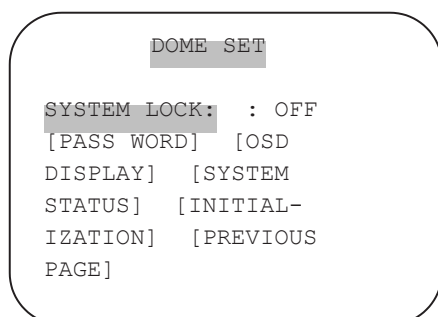 DOME SET
SYSTEM LOCK: : OFF
[PASS WORD] [OSD
DISPLAY] [SYSTEM
STATUS] [INITIAL-
IZATION] [PREVIOUS
PAGE]